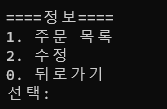 ====정보====
1. 주문 목록
2. 수정
0. 뒤로가기
선택: